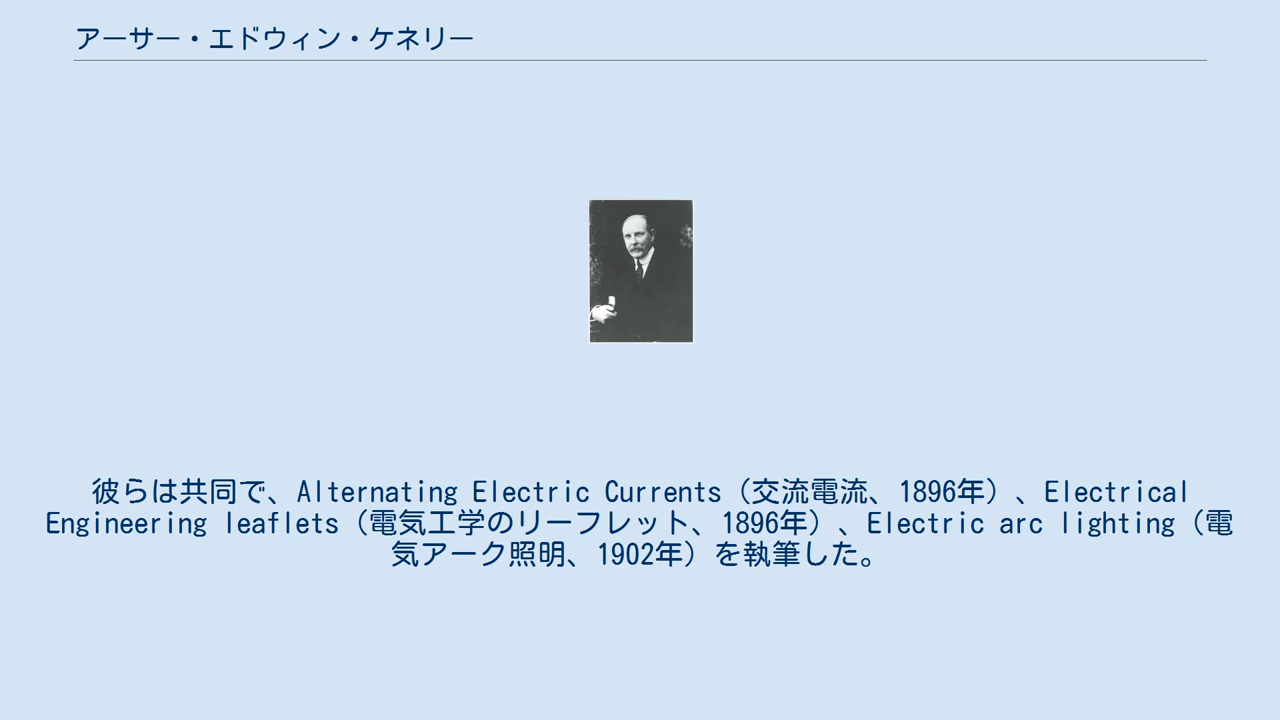 アーサー・エドウィン・ケネリー
彼らは共同で、Alternating Electric Currents（交流電流、1896年）、Electrical
Engineering leaflets（電気工学のリーフレット、1896年）、Electric arc lighting（電
気アーク照明、1902年）を執筆した。